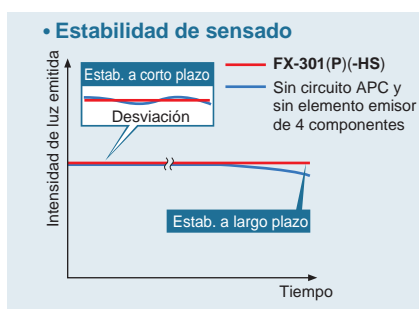 • Estabilidad de sensado
Intensidad de luz emitida
Estab. a corto plazo
Desviación
FX-301(P)(-HS)
Sin circuito APC y
sin elemento emisor
de 4 componentes
Estab. a largo plazo
Tiempo